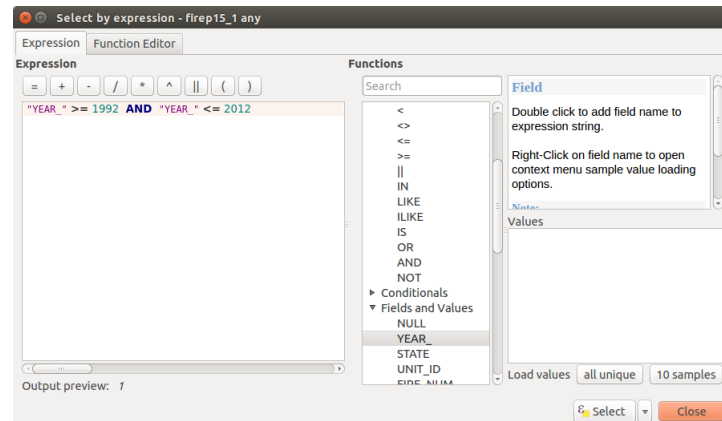 Select by expression - firep15_1 any
Expression Function Editor
Expression
= + - / * ^ || ( )
"YEAR_" >= 1992 AND "YEAR_" <= 2012
Output preview: 1
Functions
Search
<
<>
<=
>=
||
IN
LIKE
ILIKE
IS
OR
AND
NOT
Conditionals
Fields and Values
NULL
YEAR_
STATE
UNIT_ID
FIRE_NUM
Field
Double click to add field name to
expression string.
Right-Click on field name to open
context menu sample value loading
options.
Note:
Values
Load values all unique 10 samples
Select Close